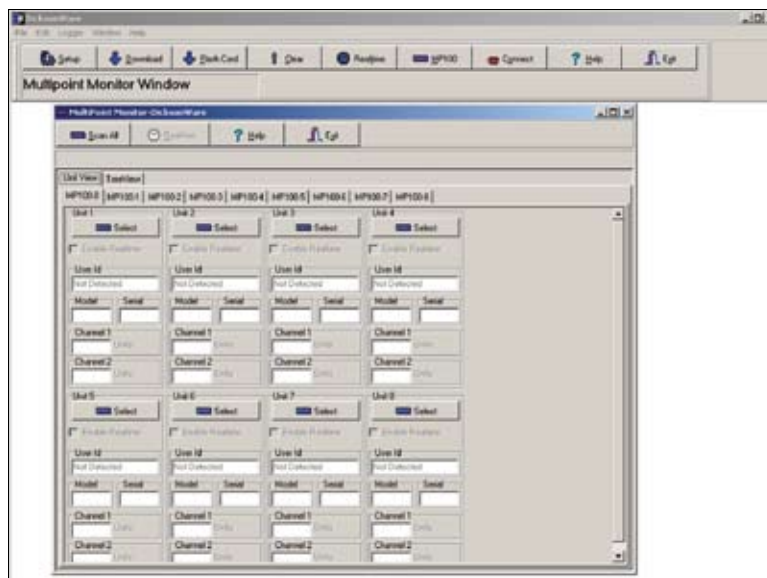 DicksonWare
File Edit Logger Window Help
Setup Download Flash Card Clear Realtime MP100 Connect Help Exit
Multipoint Monitor Window
MultiPoint Monitor-DicksonWare
Scan All Realtime Help Exit
Unit View TreeView
MP100-0 MP100-1 MP100-2 MP100-3 MP100-4 MP100-5 MP100-6 MP100-7 MP100-8
Unit 1 Unit 2 Unit 3 Unit 4
Select Select Select Select
Enable Realtime Enable Realtime Enable Realtime Enable Realtime
User Id User Id User Id User Id
Not Detected Not Detected Not Detected Not Detected
Model Serial Model Serial Model Serial Model Serial
Channel 1 Channel 1 Channel 1 Channel 1
Units Units Units Units
Channel 2 Channel 2 Channel 2 Channel 2
Units Units Units Units
Unit 5 Unit 6 Unit 7 Unit 8
Select Select Select Select
Enable Realtime Enable Realtime Enable Realtime Enable Realtime
User Id User Id User Id User Id
Not Detected Not Detected Not Detected Not Detected
Model Serial Model Serial Model Serial Model Serial
Channel 1 Channel 1 Channel 1 Channel 1
Units Units Units Units
Channel 2 Channel 2 Channel 2 Channel 2
Units Units Units Units